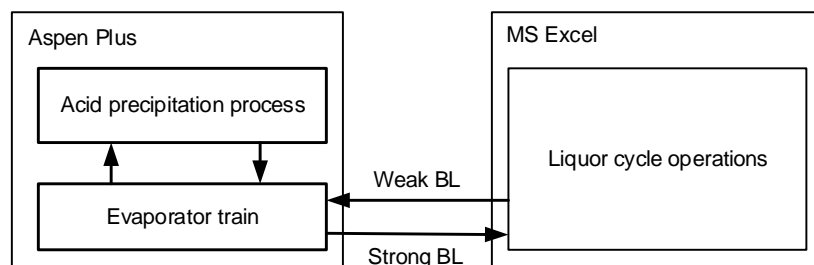 Aspen Plus
MS Excel
Acid precipitation process
Liquor cycle operations
Weak BL
Evaporator train
Strong BL